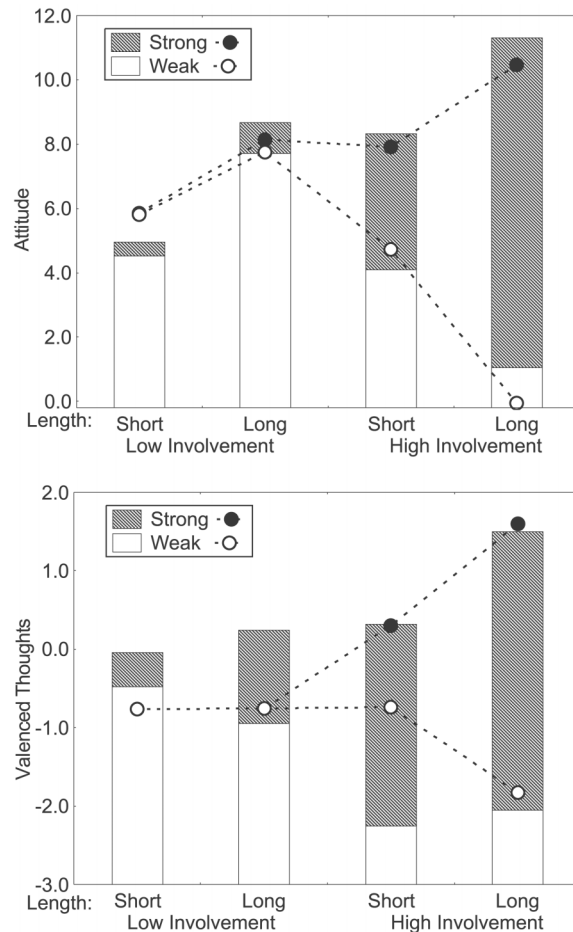 12.0
Strong
10.0
Weak
8.0
6.0
Attitude
4.0
2.0
0.0
Length: Short Long Short Long
Low Involvement High Involvement
2.0
Strong
Weak
1.0
0.0
Valenced Thoughts
-1.0
-2.0
-3.0
Length: Short Long Short Long
Low Involvement High Involvement